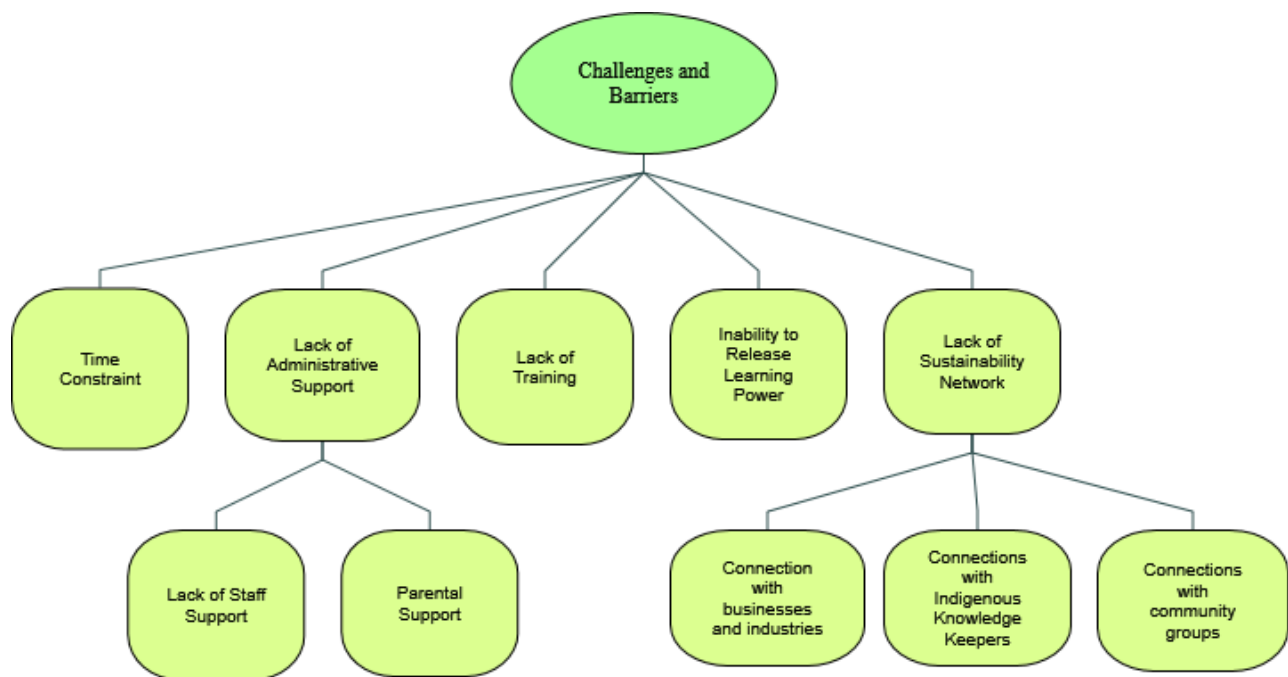 Challenges and
Barriers
Time
Constraint
Lack of
Administrative
Support
Lack of
Training
Inability to
Release
Learning
Power
Lack of
Sustainability
Network
Lack of Staff
Support
Parental
Support
Connection
with
businesses
and industries
Connections
with
Indigenous
Knowledge
Keepers
Connections
with
community
groups